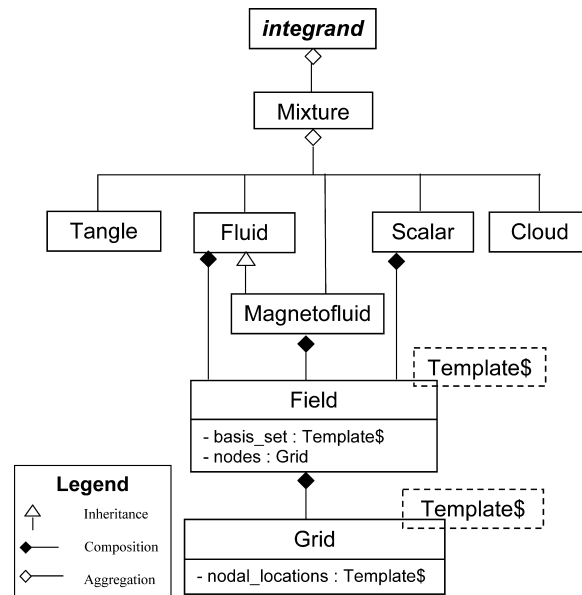 integrand
Mixture
Tangle
Fluid
Scalar
Cloud
Magnetofluid
Template$
Field
- basis_set : Template$
- nodes : Grid
Legend
Inheritance
Composition
Aggregation
Template$
Grid
- nodal_locations : Template$